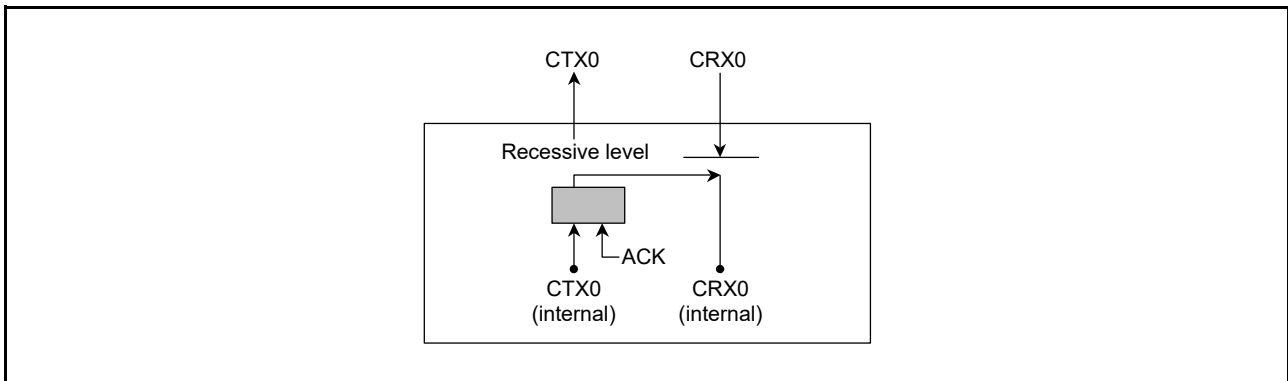 CTX0 CRX0
Recessive level
ACK
CTX0 CRX0
(internal) (internal)